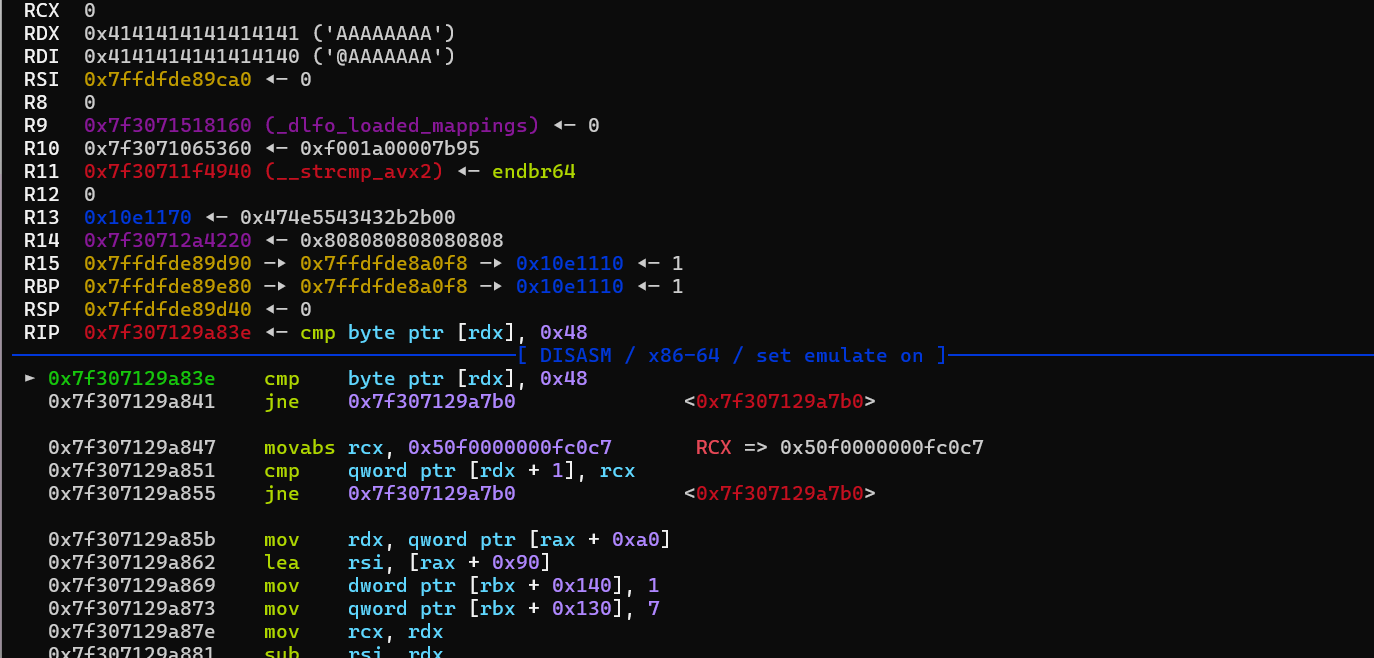 RCX 0
RDX 0x4141414141414141 ('AAAAAAAA')
RDI 0x4141414141414140 ('@AAAAAAA')
RSI 0x7ffdfde89ca0 ◂— 0
R8 0
R9 0x7f3071518160 (_dlfo_loaded_mappings) ◂— 0
R10 0x7f3071065360 ◂— 0xf001a00007b95
R11 0x7f30711f4940 (__strcmp_avx2) ◂— endbr64
R12 0
R13 0x10e1170 ◂— 0x474e5543432b2b00
R14 0x7f30712a4220 ◂— 0x808080808080808
R15 0x7ffdfde89d90 —▸ 0x7ffdfde8a0f8 —▸ 0x10e1110 ◂— 1
RBP 0x7ffdfde89e80 —▸ 0x7ffdfde8a0f8 —▸ 0x10e1110 ◂— 1
RSP 0x7ffdfde89d40 ◂— 0
RIP 0x7f307129a83e ◂— cmp byte ptr [rdx], 0x48
[ DISASM / x86-64 / set emulate on ]
► 0x7f307129a83e cmp byte ptr [rdx], 0x48
0x7f307129a841 jne 0x7f307129a7b0 <0x7f307129a7b0>
0x7f307129a847 movabs rcx, 0x50f0000000fc0c7 RCX => 0x50f0000000fc0c7
0x7f307129a851 cmp qword ptr [rdx + 1], rcx
0x7f307129a855 jne 0x7f307129a7b0 <0x7f307129a7b0>
0x7f307129a85b mov rdx, qword ptr [rax + 0xa0]
0x7f307129a862 lea rsi, [rax + 0x90]
0x7f307129a869 mov dword ptr [rbx + 0x140], 1
0x7f307129a873 mov qword ptr [rbx + 0x130], 7
0x7f307129a87e mov rcx, rdx
0x7f307129a881 sub rsi, rdx